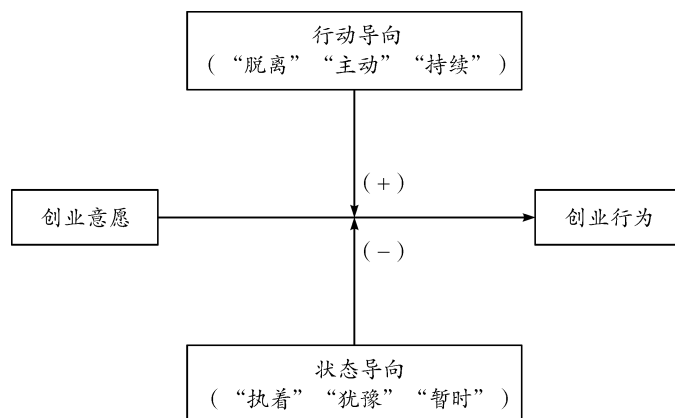 行动导向
(“脱离”“主动”“持续”)
(+)
创业意愿
创业行为
(-)
状态导向
(“执着”“犹豫”“暂时”)